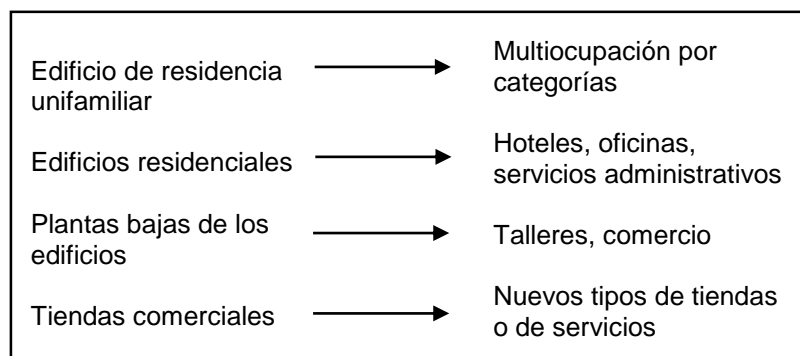 Edificio de residencia
unifamiliar
Multiocupación por
categorías
Edificios residenciales
Hoteles, oficinas,
servicios administrativos
Plantas bajas de los
edificios
Talleres, comercio
Tiendas comerciales
Nuevos tipos de tiendas
o de servicios